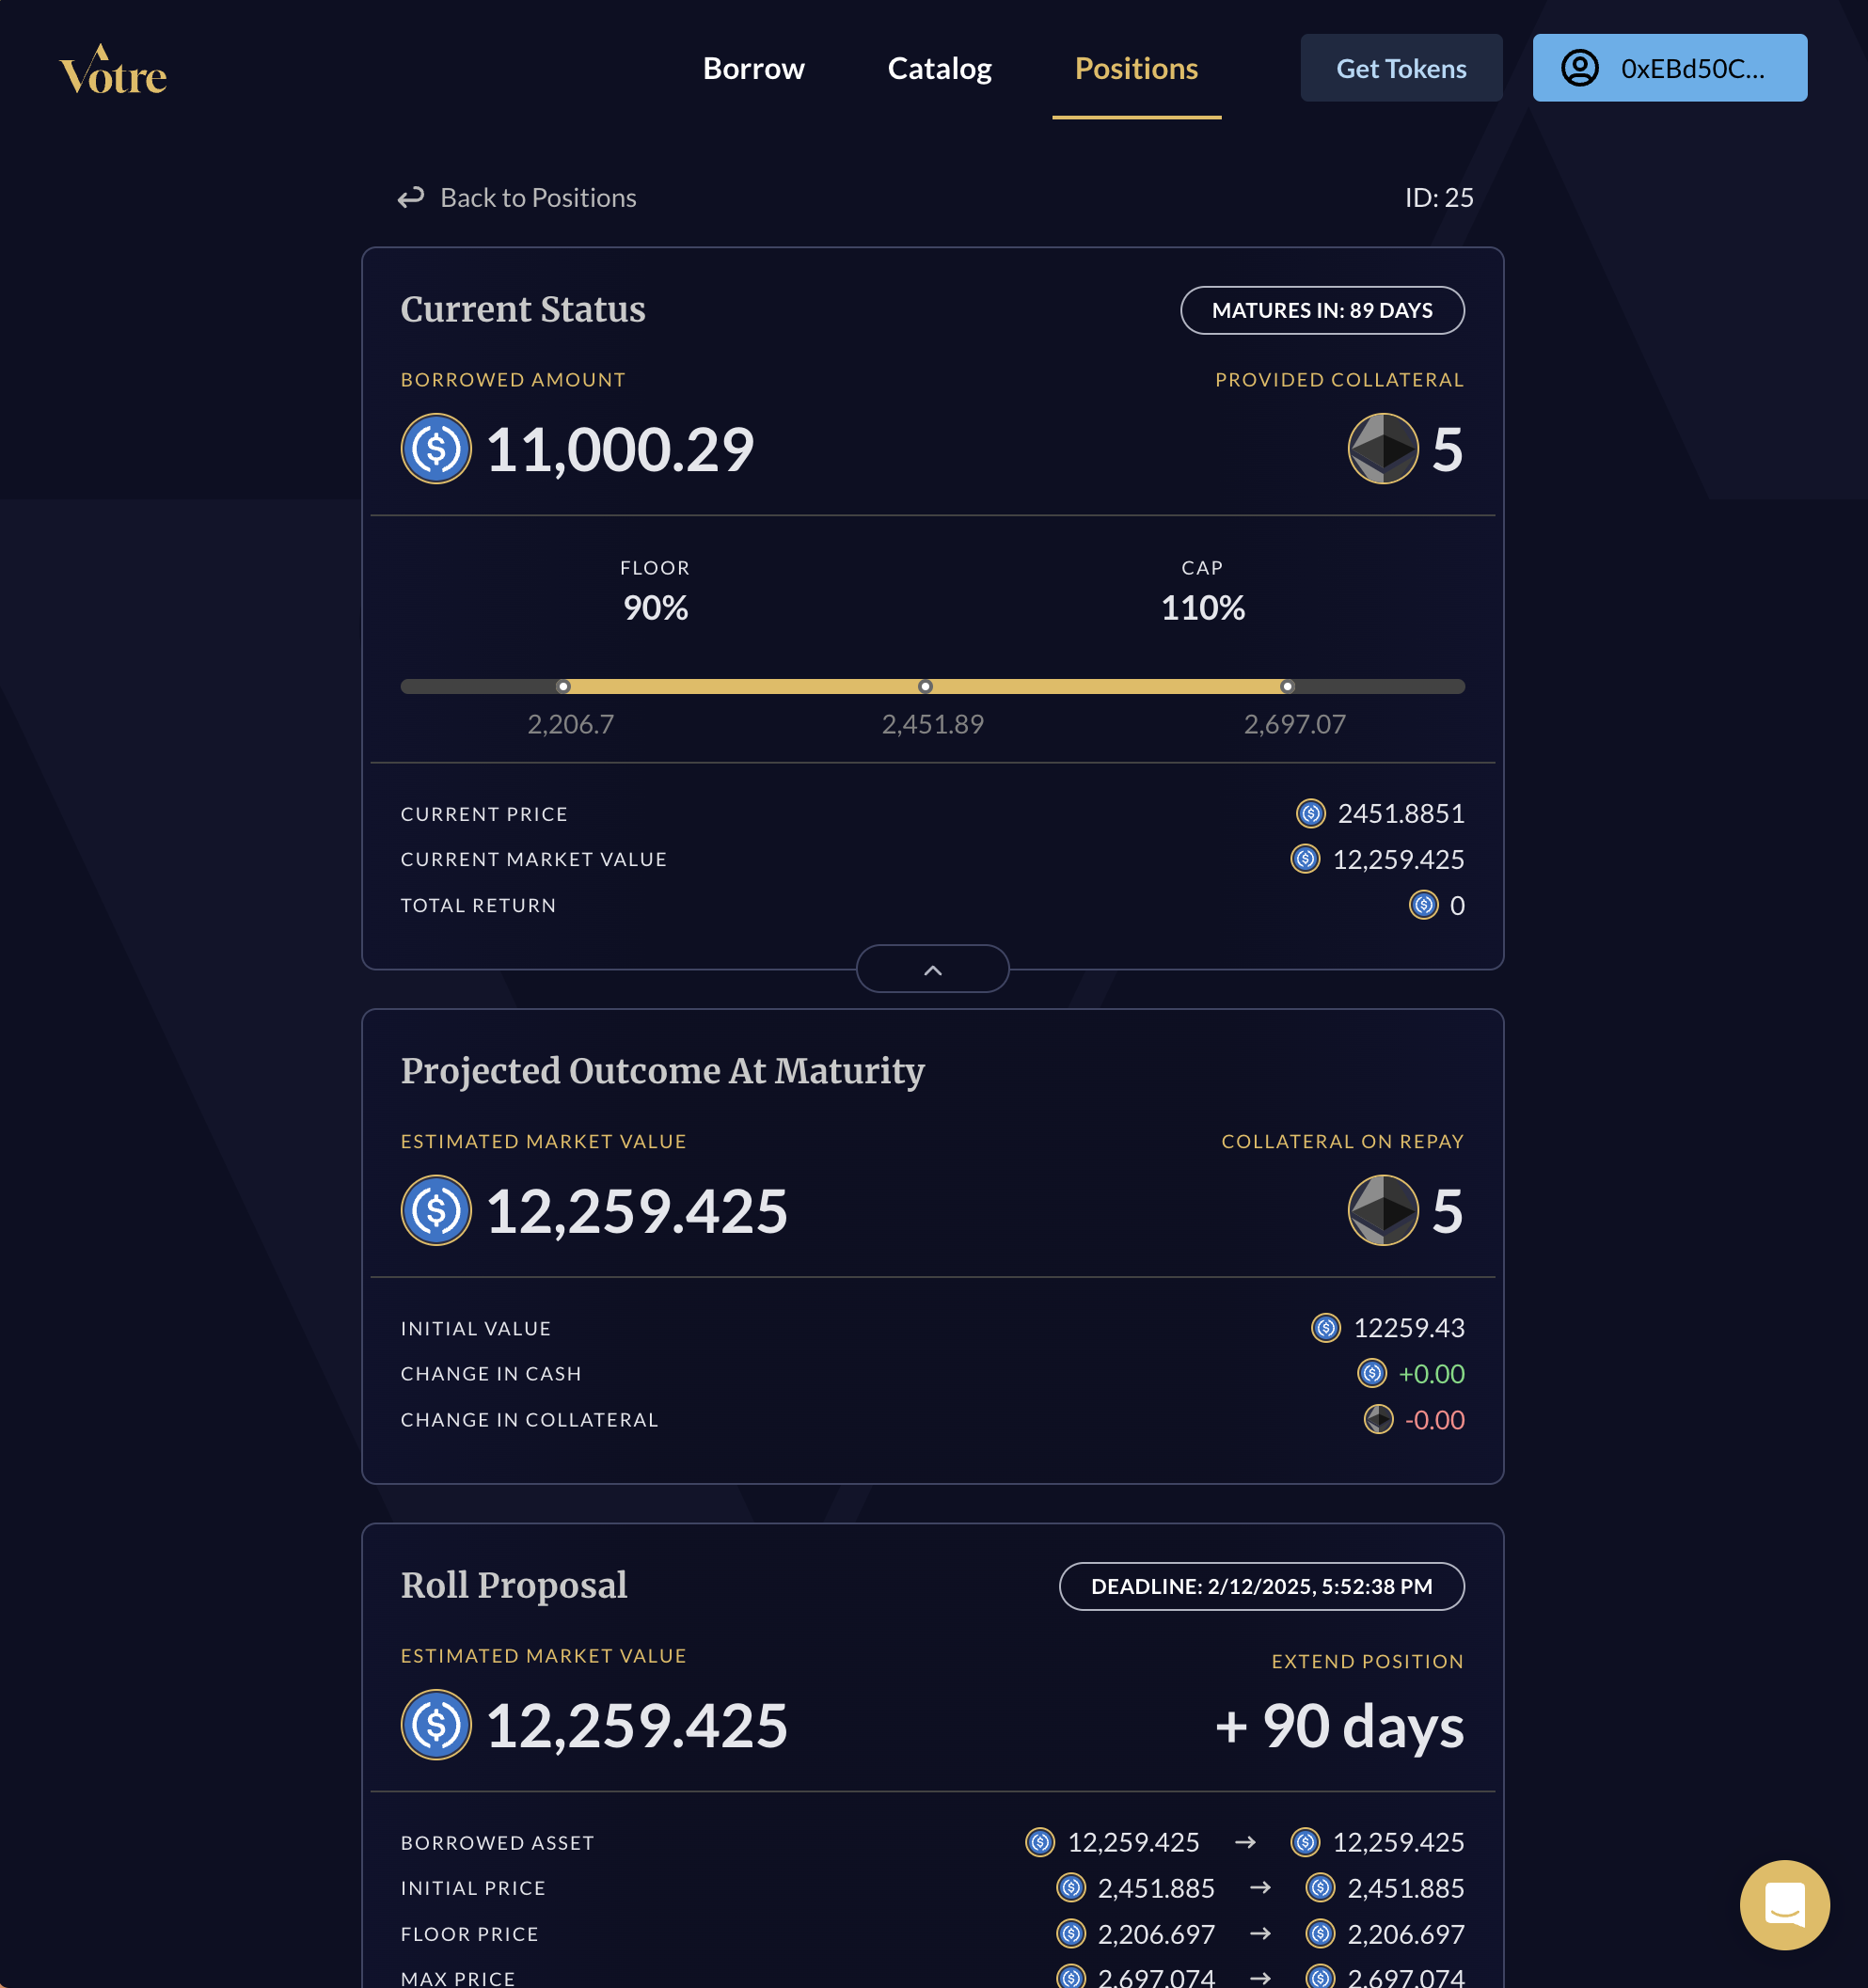 Votre
Borrow Catalog Positions Get Tokens 0xEBd50C...
Back to Positions ID: 25
Current Status MATURES IN: 89 DAYS
BORROWED AMOUNT PROVIDED COLLATERAL
11,000.29 5
FLOOR CAP
90% 110%
2,206.7 2,451.89 2,697.07
CURRENT PRICE 2451.8851
CURRENT MARKET VALUE 12,259.425
TOTAL RETURN 0
Projected Outcome At Maturity
ESTIMATED MARKET VALUE COLLATERAL ON REPAY
12,259.425 5
INITIAL VALUE 12259.43
CHANGE IN CASH +0.00
CHANGE IN COLLATERAL -0.00
Roll Proposal DEADLINE: 2/12/2025, 5:52:38 PM
ESTIMATED MARKET VALUE EXTEND POSITION
12,259.425 + 90 days
BORROWED ASSET 12,259.425 → 12,259.425
INITIAL PRICE 2,451.885 → 2,451.885
FLOOR PRICE 2,206.697 → 2,206.697
MAX PRICE 2,697.074 → 2,697.074